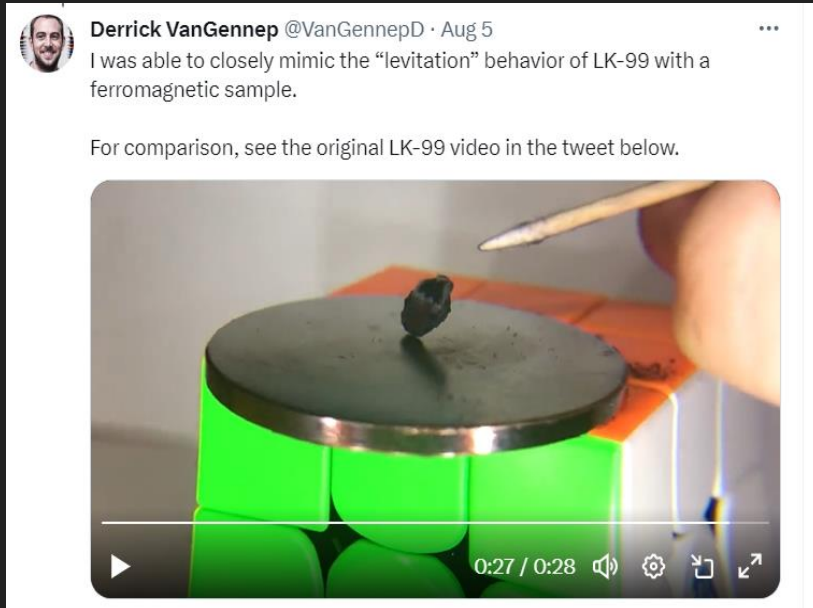 Derrick VanGennep @VanGennepD · Aug 5
I was able to closely mimic the “levitation” behavior of LK-99 with a
ferromagnetic sample.
For comparison, see the original LK-99 video in the tweet below.
0:27 / 0:28